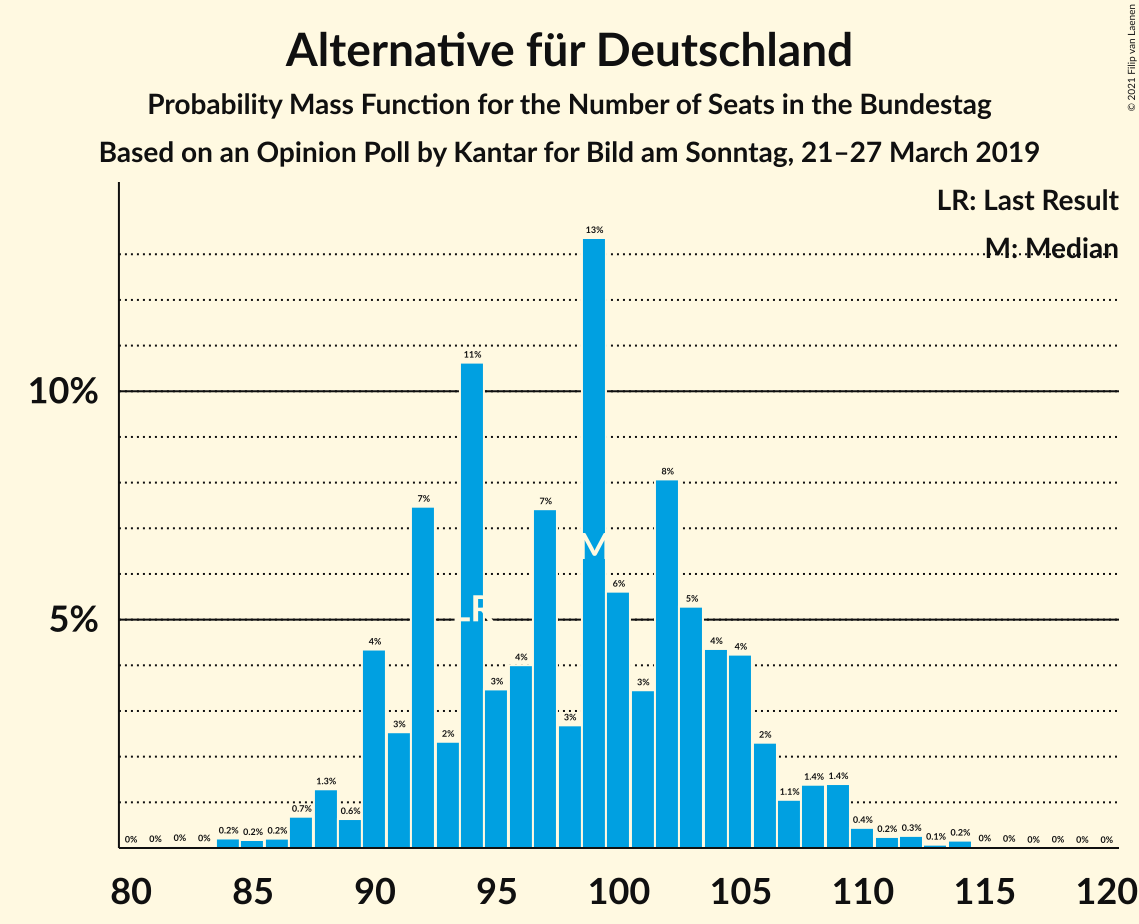 Alternative für Deutschland
Probability Mass Function for the Number of Seats in the Bundestag
Based on an Opinion Poll by Kantar for Bild am Sonntag, 21–27 March 2019
© 2021 Filip van Laenen
LR: Last Result
M: Median
10%
5%
0% 0% 0% 0% 0.2% 0.2% 0.2% 0.7% 1.3% 0.6% 4% 3% 7% 2% 11% 3% 4% 7% 3% 13% 6% 3% 8% 5% 4% 4% 2% 1.1% 1.4% 1.4% 0.4% 0.2% 0.3% 0.1% 0.2% 0% 0% 0% 0% 0% 0%
LR
M
80 85 90 95 100 105 110 115 120